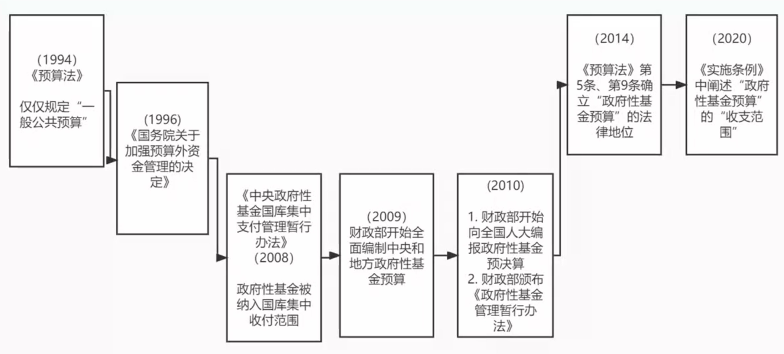 (1994)
《预算法》
仅仅规定“一
般公共预算”
(1996)
《国务院关于
加强预算外资
金管理的决
定》
《中央政府性
基金国库集中
支付管理暂行
办法》
(2008)
政府性基金被
纳入国库集中
收付范围
(2009)
财政部开始全
面编制中央和
地方政府性基
金预算
(2010)
1. 财政部开始
向全国人大编
报政府性基金
预决算
2. 财政部颁布
《政府性基金
管理暂行办
法》
（2014）
《预算法》第
5条、第9条确
立“政府性基
金预算”的法
律地位
（2020）
《实施条例》
中阐述“政府
性基金预算”
的“收支范
围”